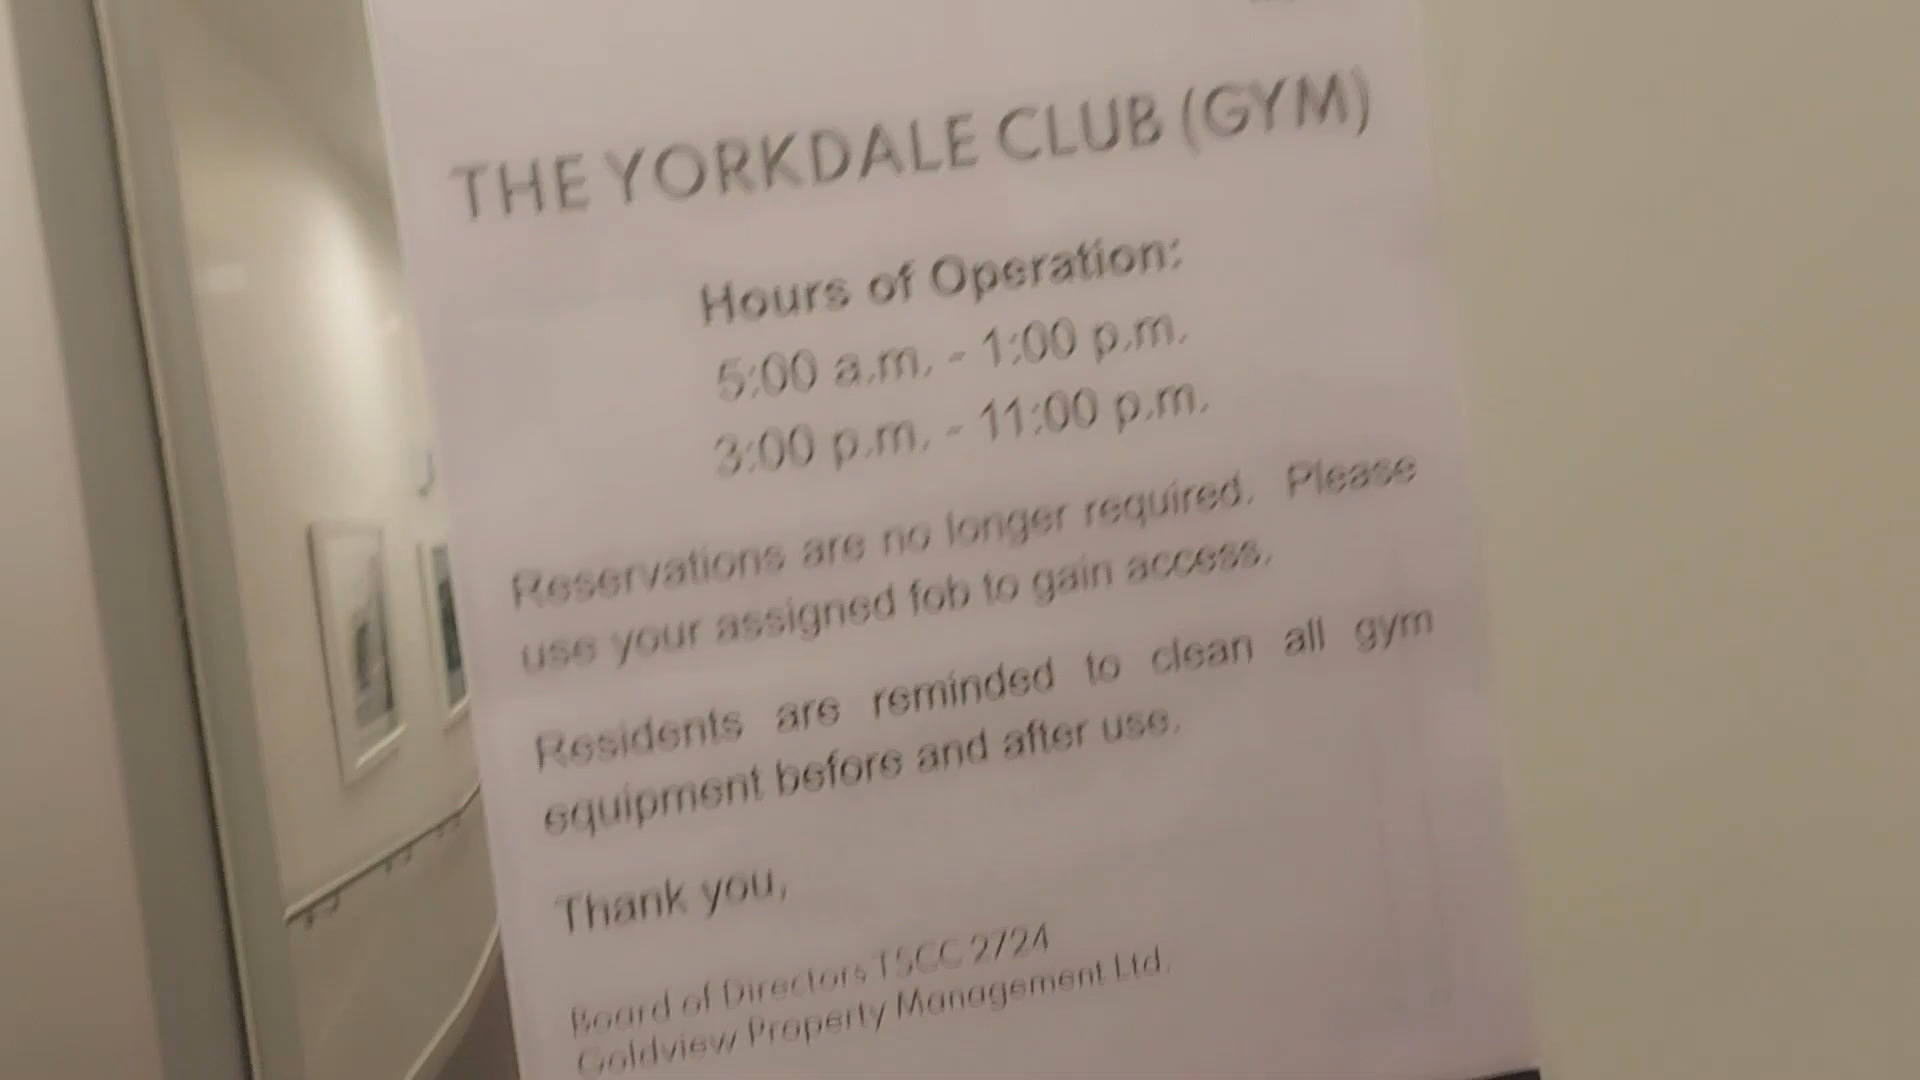 THE YORKDALE CLUB (GYM)
Hours of Operation:
5:00 a.m. - 1:00 p.m.
3:00 p.m. - 11:00 p.m.
Reservations are no longer required. Please
use your assigned fob to gain access.
Residents are reminded to clean all gym
equipment before and after use.
Thank you,
Board of Directors TSCC 2724
Goldview Property Management Ltd.